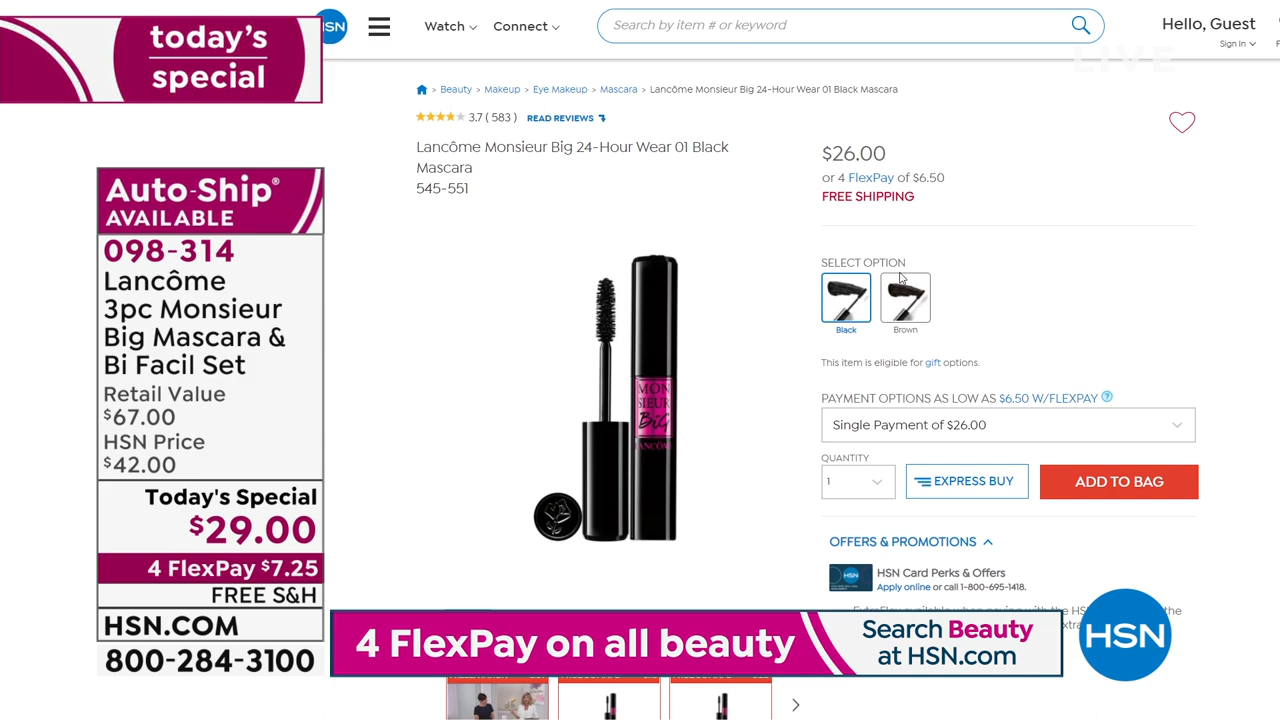 today's
special
HSN
Watch
Connect
Search by item # or keyword
Hello, Guest
Sign In
LIVE
Beauty > Makeup > Eye Makeup > Mascara > Lancôme Monsieur Big 24-Hour Wear 01 Black Mascara
3.7 ( 583 ) READ REVIEWS
Lancôme Monsieur Big 24-Hour Wear 01 Black
Mascara
545-551
$26.00
or 4 FlexPay of $6.50
FREE SHIPPING
SELECT OPTION
Black
Brown
This item is eligible for gift options.
PAYMENT OPTIONS AS LOW AS $6.50 W/FLEXPAY ?
Single Payment of $26.00
QUANTITY
1
EXPRESS BUY
ADD TO BAG
OFFERS & PROMOTIONS
HSN
HSN Card Perks & Offers
Apply online or call 1-800-695-1418.
MON
SIEUR
BiG
LANCÔME
Auto-Ship®
AVAILABLE
098-314
Lancôme
3pc Monsieur
Big Mascara &
Bi Facil Set
Retail Value
$67.00
HSN Price
$42.00
Today's Special
$29.00
4 FlexPay $7.25
FREE S&H
HSN.COM
800-284-3100
4 FlexPay on all beauty
Search Beauty
at HSN.com
HSN